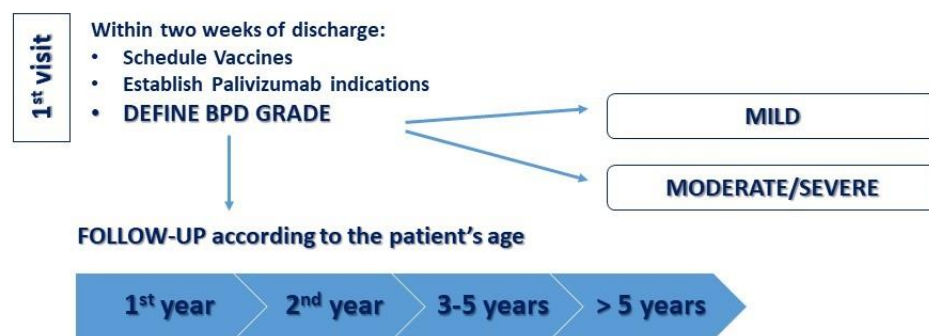 1st visit
Within two weeks of discharge:
• Schedule Vaccines
• Establish Palivizumab indications
• DEFINE BPD GRADE
MILD
MODERATE/SEVERE
FOLLOW-UP according to the patient's age
1st year
2nd year
3-5 years
> 5 years